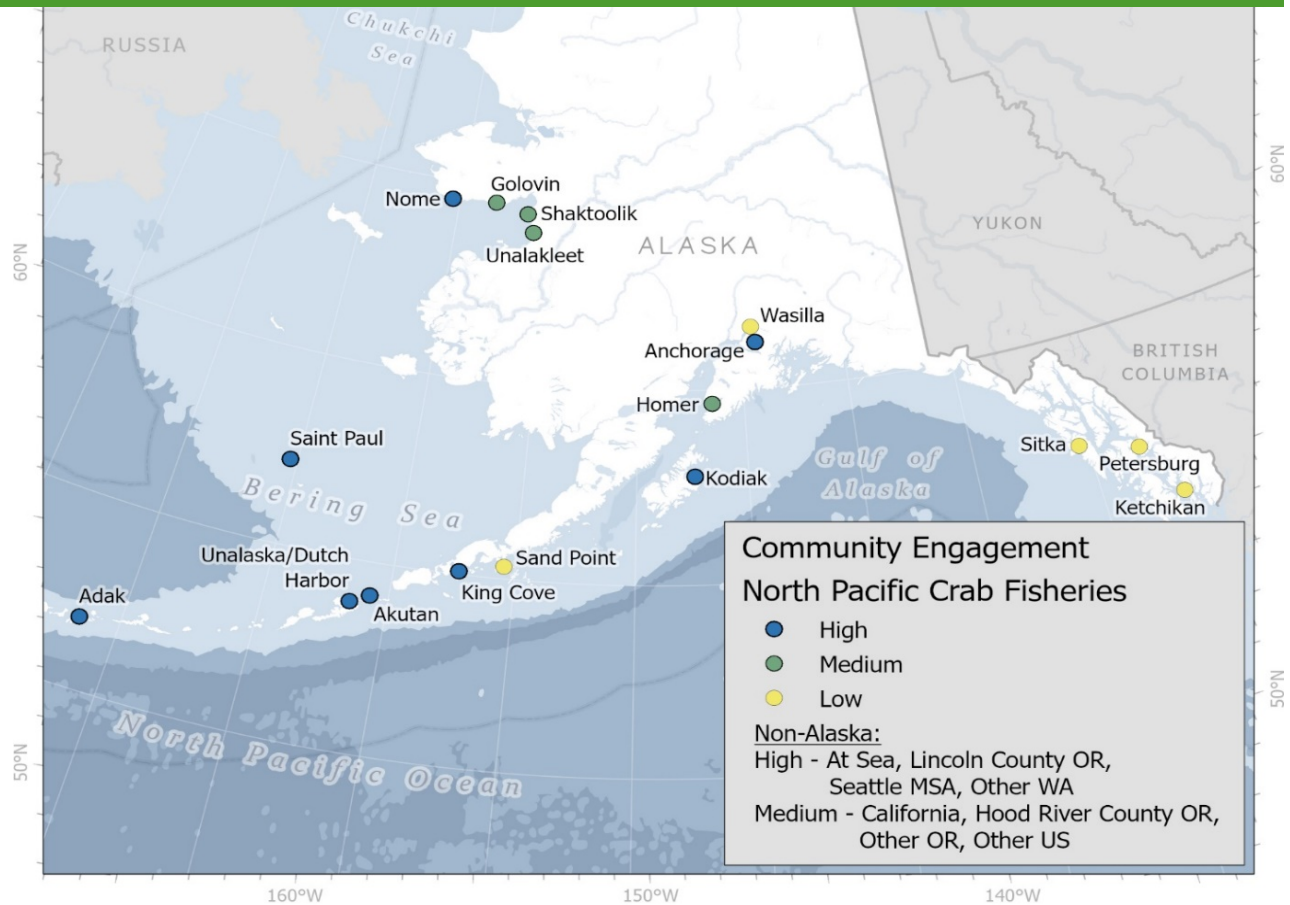 Chukchi
Sea
RUSSIA
60°N
Golovin
Nome
Shaktoolik
Unalakleet
ALASKA
YUKON
60°N
Wasilla
Anchorage
BRITISH
COLUMBIA
Homer
Saint Paul
Sitka
Petersburg
Gulf of
Alaska
Kodiak
Ketchikan
Bering Sea
Unalaska/Dutch
Harbor
Sand Point
King Cove
Adak
Akutan
Community Engagement
North Pacific Crab Fisheries
High
Medium
Low
Non-Alaska:
High - At Sea, Lincoln County OR,
Seattle MSA, Other WA
Medium - California, Hood River County OR,
Other OR, Other US
North Pacific Ocean
50°N
50°N
160°W
150°W
140°W